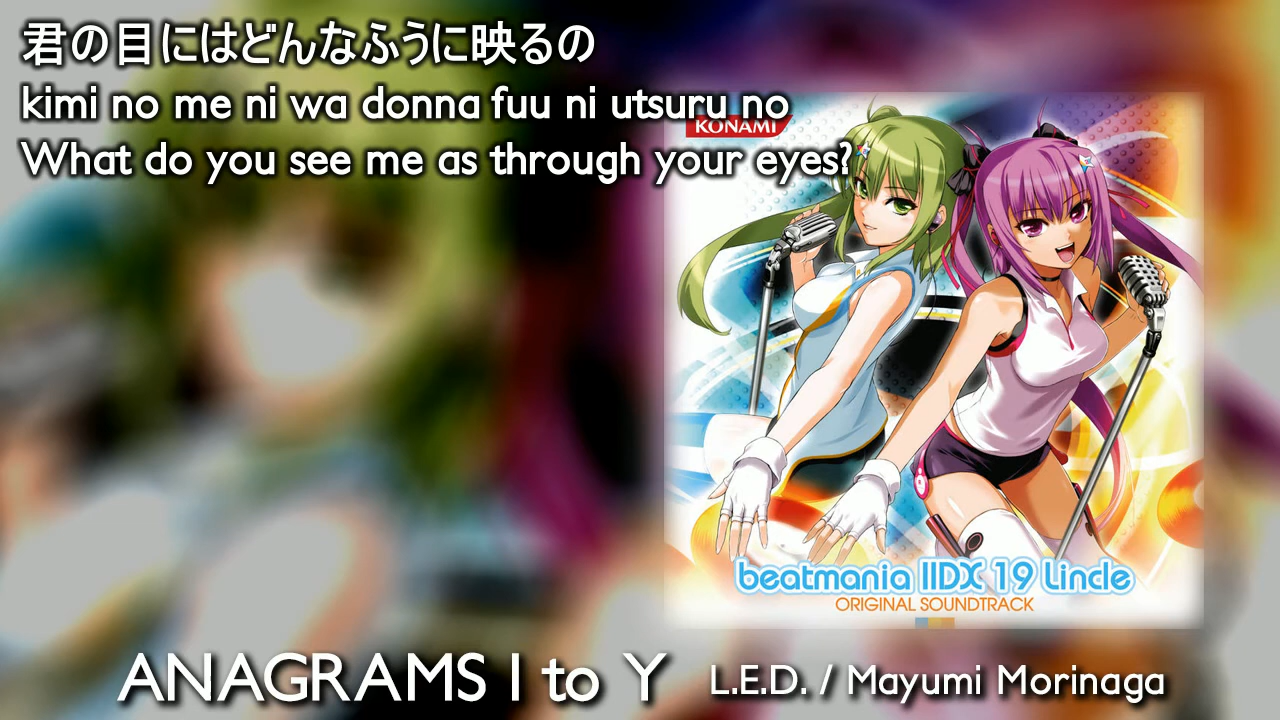 君の目にはどんなふうに映るの
kimi no me ni wa donna fuu ni utsuru no
What do you see me as through your eyes?
KONAMI
beatmania IIDX 19 Lincle
ORIGINAL SOUNDTRACK
ANAGRAMS I to Y
L.E.D. / Mayumi Morinaga